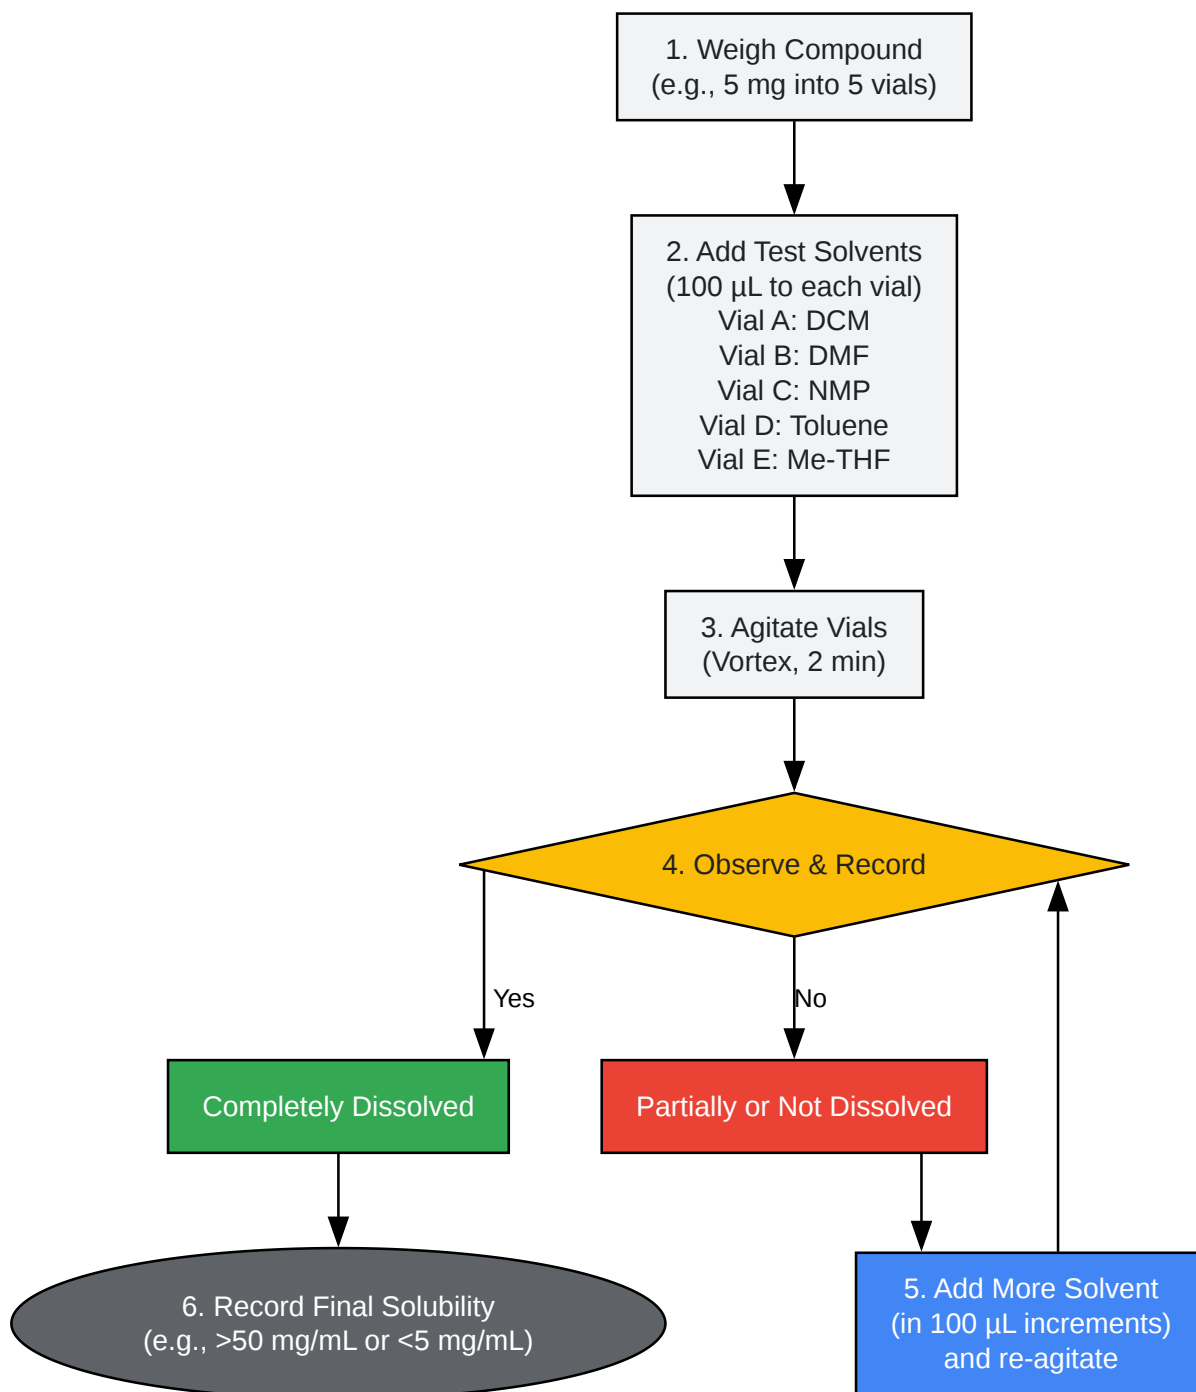 1. Weigh Compound
(e.g., 5 mg into 5 vials)
2. Add Test Solvents
(100 µL to each vial)
Vial A: DCM
Vial B: DMF
Vial C: NMP
Vial D: Toluene
Vial E: Me-THF
3. Agitate Vials
(Vortex, 2 min)
4. Observe & Record
Yes
No
Completely Dissolved
Partially or Not Dissolved
5. Add More Solvent
(in 100 µL increments)
and re-agitate
6. Record Final Solubility
(e.g., >50 mg/mL or <5 mg/mL)